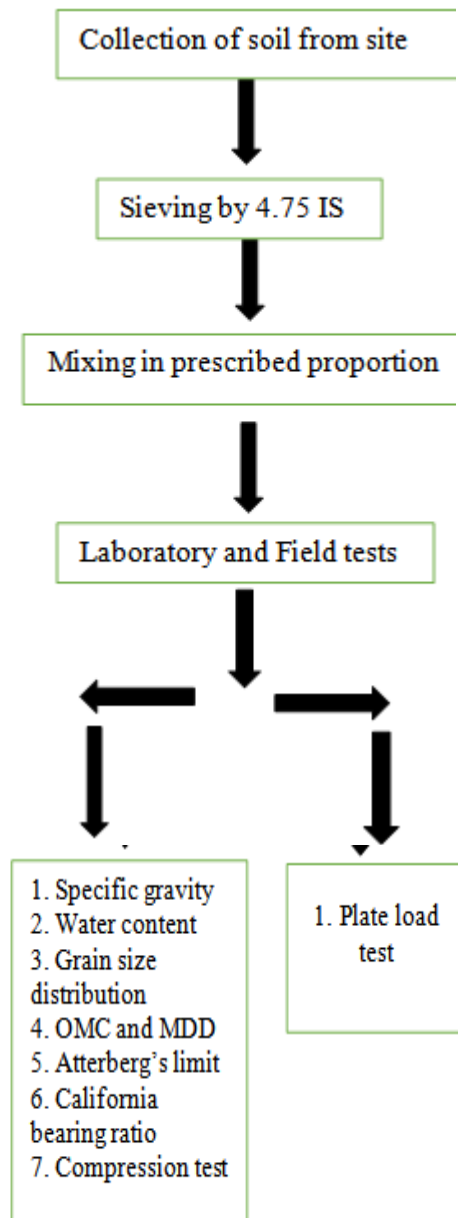 Collection of soil from site
Sieving by 4.75 IS
Mixing in prescribed proportion
Laboratory and Field tests
1. Specific gravity
2. Water content
3. Grain size
distribution
4. OMC and MDD
5. Atterberg’s limit
6. California
bearing ratio
7. Compression test
1. Plate load
test